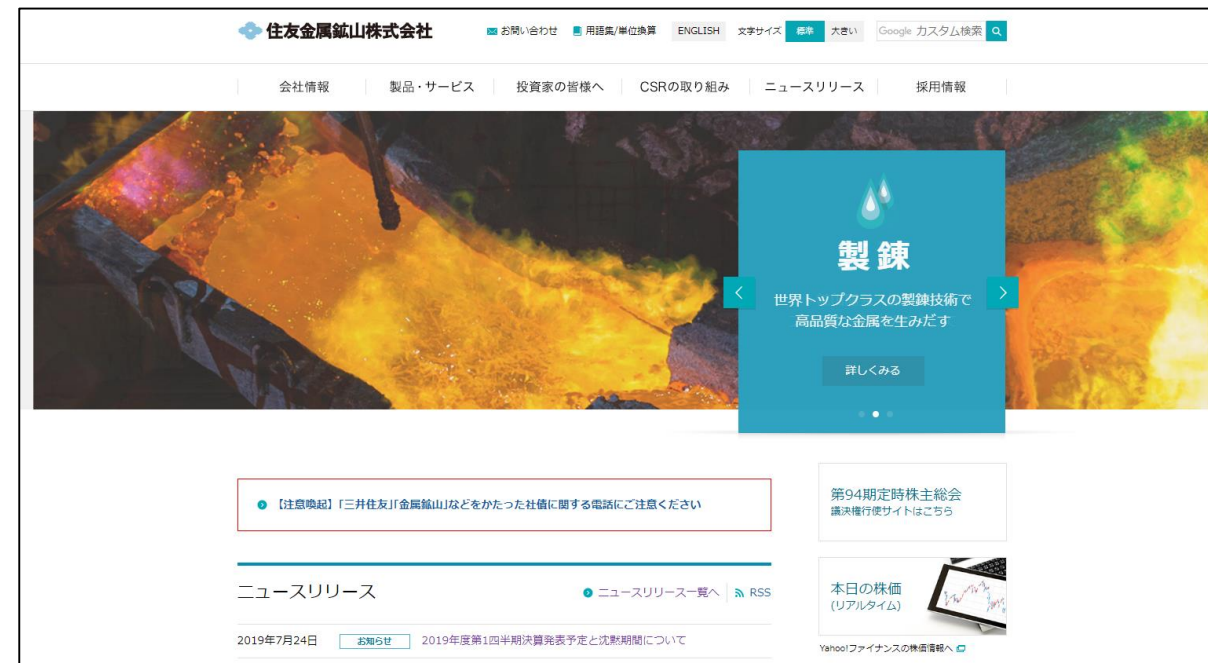 住友金属鉱山株式会社
お問い合わせ 用語集/単位換算 ENGLISH 文字サイズ 標準 大きい Google カスタム検索
会社情報 製品・サービス 投資家の皆様へ CSRの取り組み ニュースリリース 採用情報
製錬
世界トップクラスの製錬技術で
高品質な金属を生みだす
詳しくみる
【注意喚起】「三井住友」「金属鉱山」などをかたった社債に関する電話にご注意ください
第94期定時株主総会
議決権行使サイトはこちら
ニュースリリース ニュースリリース一覧へ RSS
本日の株価
(リアルタイム)
2019年7月24日 お知らせ 2019年度第1四半期決算発表予定と沈黙期間について
Yahoo!ファイナンスの株価情報へ